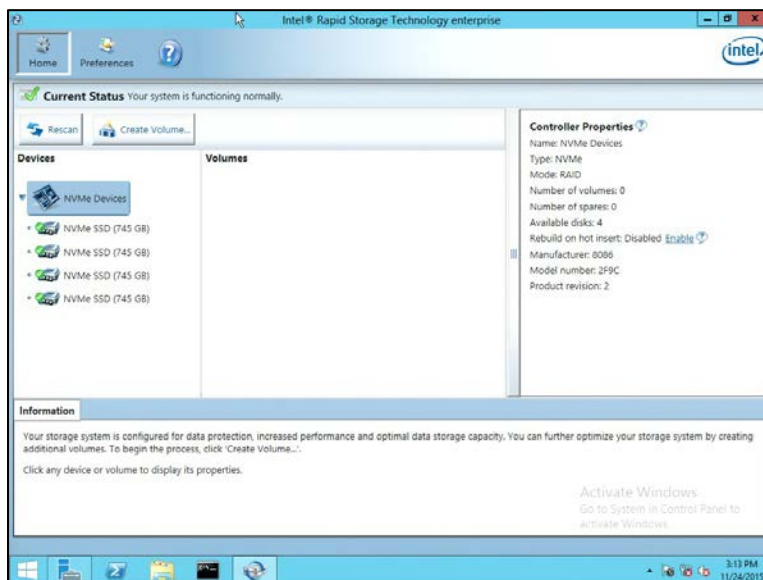 Intel® Rapid Storage Technology enterprise
Home
Preferences
intel
Current Status Your system is functioning normally.
Rescan
Create Volume...
Devices
NVMe Devices
NVMe SSD (745 GB)
NVMe SSD (745 GB)
NVMe SSD (745 GB)
NVMe SSD (745 GB)
Volumes
Controller Properties
Name: NVMe Devices
Type: NVMe
Mode: RAID
Number of volumes: 0
Number of spares: 0
Available disks: 4
Rebuild on hot insert: Disabled Enable
Manufacturer: 8086
Model number: 2F9C
Product revision: 2
Information
Your storage system is configured for data protection, increased performance and optimal data storage capacity. You can further optimize your storage system by creating
additional volumes. To begin the process, click 'Create Volume...'.
Click any device or volume to display its properties.
Activate Windows
Go to System in Control Panel to
activate Windows.
3:13 PM